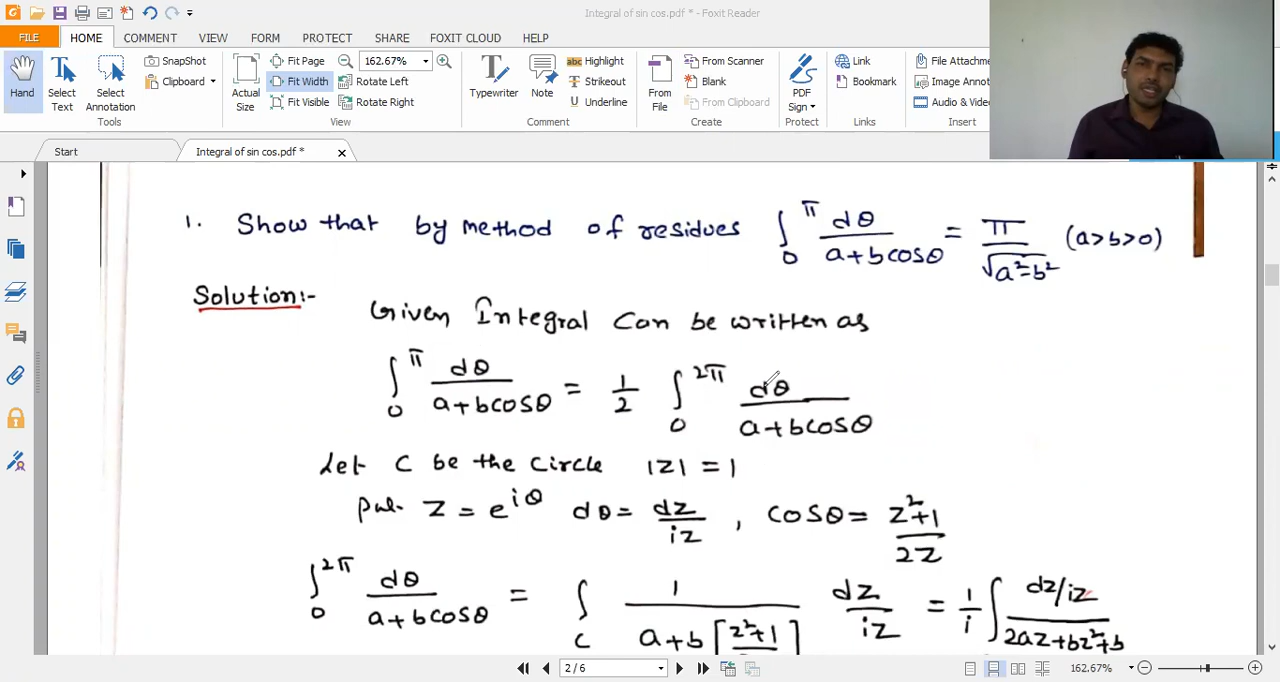 Integral of sin cos.pdf * - Foxit Reader
FILE HOME COMMENT VIEW FORM PROTECT SHARE FOXIT CLOUD HELP
SnapShot Fit Page 162.67% Highlight From Scanner Link File Attachm
Clipboard Fit Width Rotate Left Strikeout Blank Bookmark Image Annot
Hand Select Text Select Annotation Actual Size Fit Visible Rotate Right Typewriter Note Underline From File From Clipboard PDF Sign Audio & Vide
Tools View Comment Create Protect Links Insert
Start Integral of sin cos.pdf *
1. Show that by method of residues ∫₀^π dθ/(a+b cosθ) = π/√(a²-b²) (a>b>0)
Solution:-
Given Integral Can be written as
∫₀^π dθ/(a+bcosθ) = 1/2 ∫₀^2π dθ/(a+bcosθ)
Let C be the Circle |z| = 1
Put z = e^iθ dθ = dz/iz , cosθ = (z²+1)/2z
∫₀^2π dθ/(a+bcosθ) = ∫_C 1/(a+b[z²+1]) dz/iz = 1/i ∫ dz/iz / (2az+bz²+b)
2 / 6 162.67%